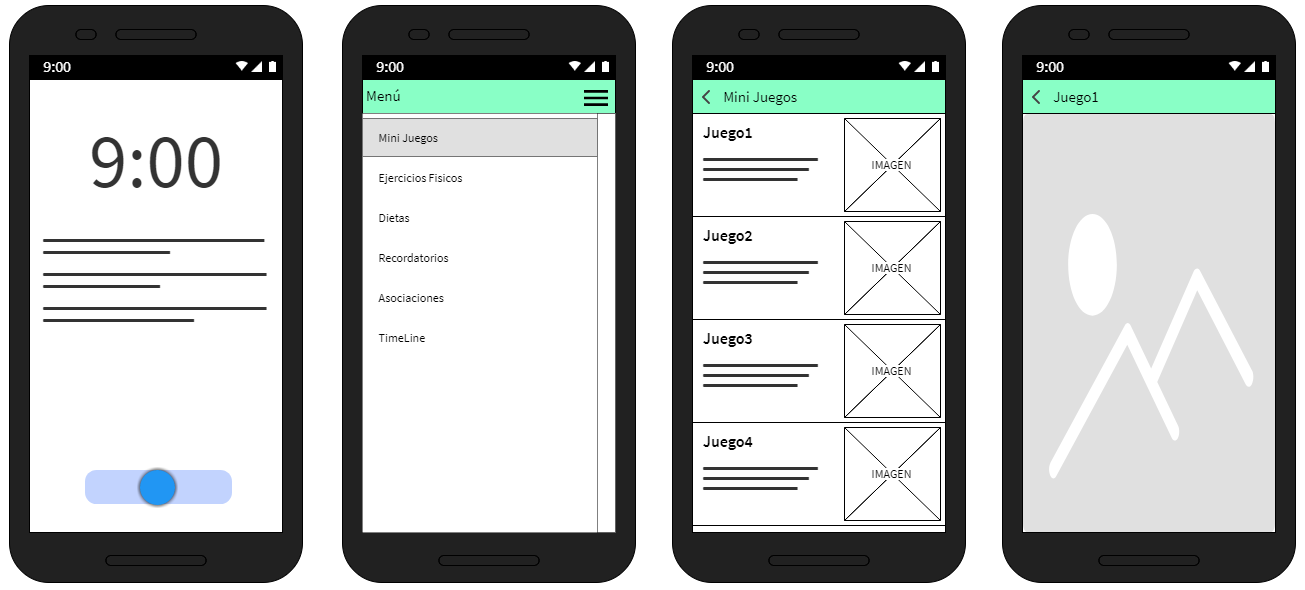 9:00
9:00
9:00
Menú
Mini Juegos
Ejercicios Fisicos
Dietas
Recordatorios
Asociaciones
TimeLine
9:00
Mini Juegos
Juego1
IMAGEN
Juego2
IMAGEN
Juego3
IMAGEN
Juego4
IMAGEN
9:00
Juego1